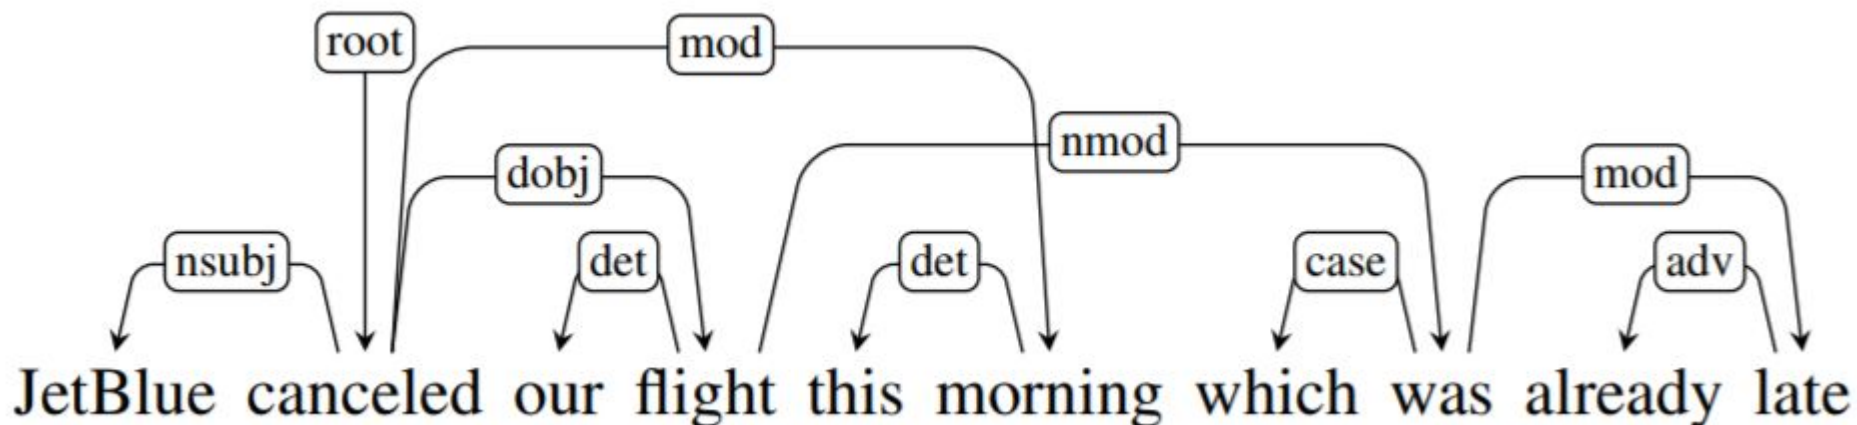 root mod
nmod
dobj mod
nsubj det det case adv
JetBlue canceled our flight this morning which was already late